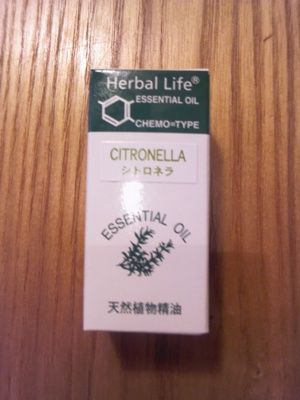 Herbal Life®
ESSENTIAL OIL
CHEMO=TYPE
CITRONELLA
シトロネラ
ESSENTIAL OIL
天然植物精油